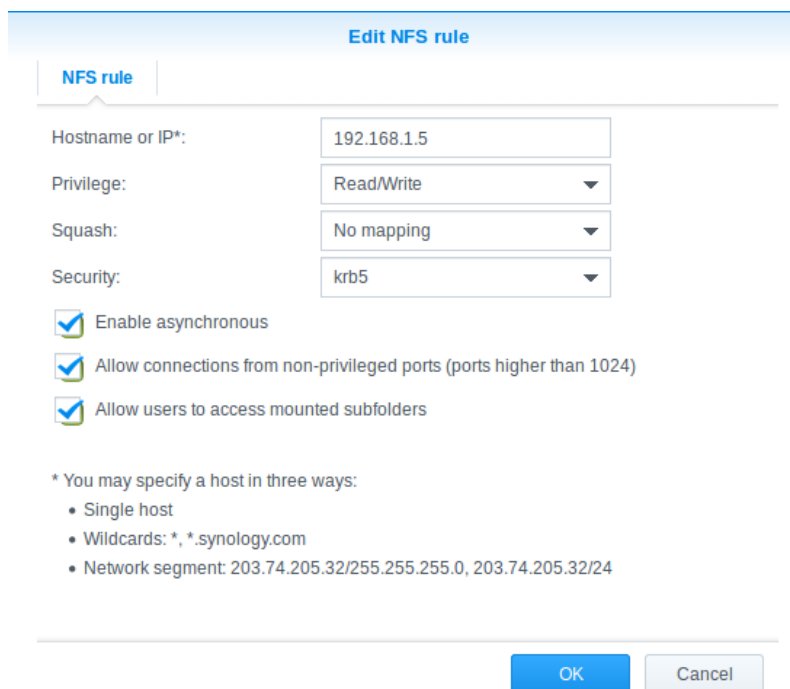 Edit NFS rule
NFS rule
Hostname or IP*: 192.168.1.5
Privilege: Read/Write
Squash: No mapping
Security: krb5
Enable asynchronous
Allow connections from non-privileged ports (ports higher than 1024)
Allow users to access mounted subfolders
* You may specify a host in three ways:
• Single host
• Wildcards: *, *.synology.com
• Network segment: 203.74.205.32/255.255.255.0, 203.74.205.32/24
OK Cancel